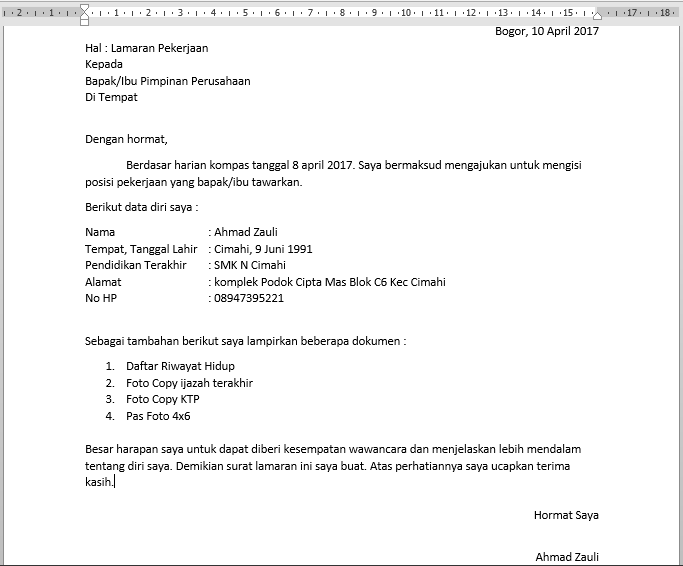 2 1 1 2 3 4 5 6 7 8 9 10 11 12 13 14 15 17 18
Bogor, 10 April 2017
Hal : Lamaran Pekerjaan
Kepada
Bapak/Ibu Pimpinan Perusahaan
Di Tempat
Dengan hormat,
Berdasar harian kompas tanggal 8 april 2017. Saya bermaksud mengajukan untuk mengisi
posisi pekerjaan yang bapak/ibu tawarkan.
Berikut data diri saya :
Nama : Ahmad Zauli
Tempat, Tanggal Lahir : Cimahi, 9 Juni 1991
Pendidikan Terakhir : SMK N Cimahi
Alamat : komplek Podok Cipta Mas Blok C6 Kec Cimahi
No HP : 08947395221
Sebagai tambahan berikut saya lampirkan beberapa dokumen :
1. Daftar Riwayat Hidup
2. Foto Copy ijazah terakhir
3. Foto Copy KTP
4. Pas Foto 4x6
Besar harapan saya untuk dapat diberi kesempatan wawancara dan menjelaskan lebih mendalam
tentang diri saya. Demikian surat lamaran ini saya buat. Atas perhatiannya saya ucapkan terima
kasih.
Hormat Saya
Ahmad Zauli